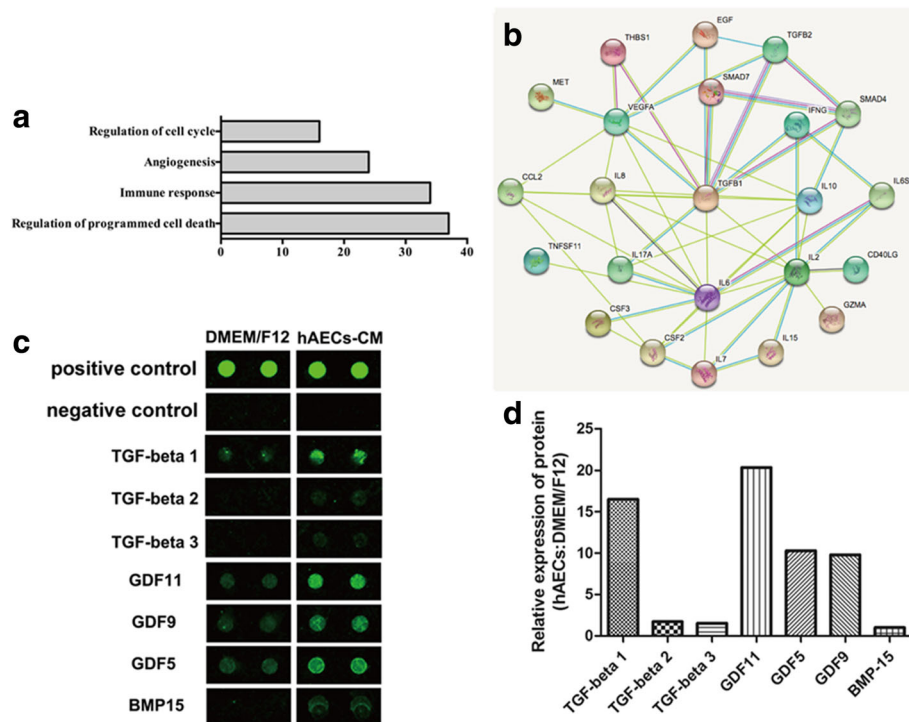 a
Regulation of cell cycle
Angiogenesis
Immune response
Regulation of programmed cell death
0 10 20 30 40
b
EGF
THBS1
TGFB2
MET
SMAD7
VEGFA
IFNG
SMAD4
CCL2
IL8
TGFB1
IL10
IL6S
TNFSF11
IL17A
IL2
CD40LG
IL6
CSF3
GZMA
CSF2
IL15
IL7
c
DMEM/F12 hAECs-CM
positive control
negative control
TGF-beta 1
TGF-beta 2
TGF-beta 3
GDF11
GDF9
GDF5
BMP15
d
Relative expression of protein
(hAECs:DMEM/F12)
25
20
15
10
5
0
TGF-beta 1
TGF-beta 2
TGF-beta 3
GDF11
GDF5
GDF9
BMP-15